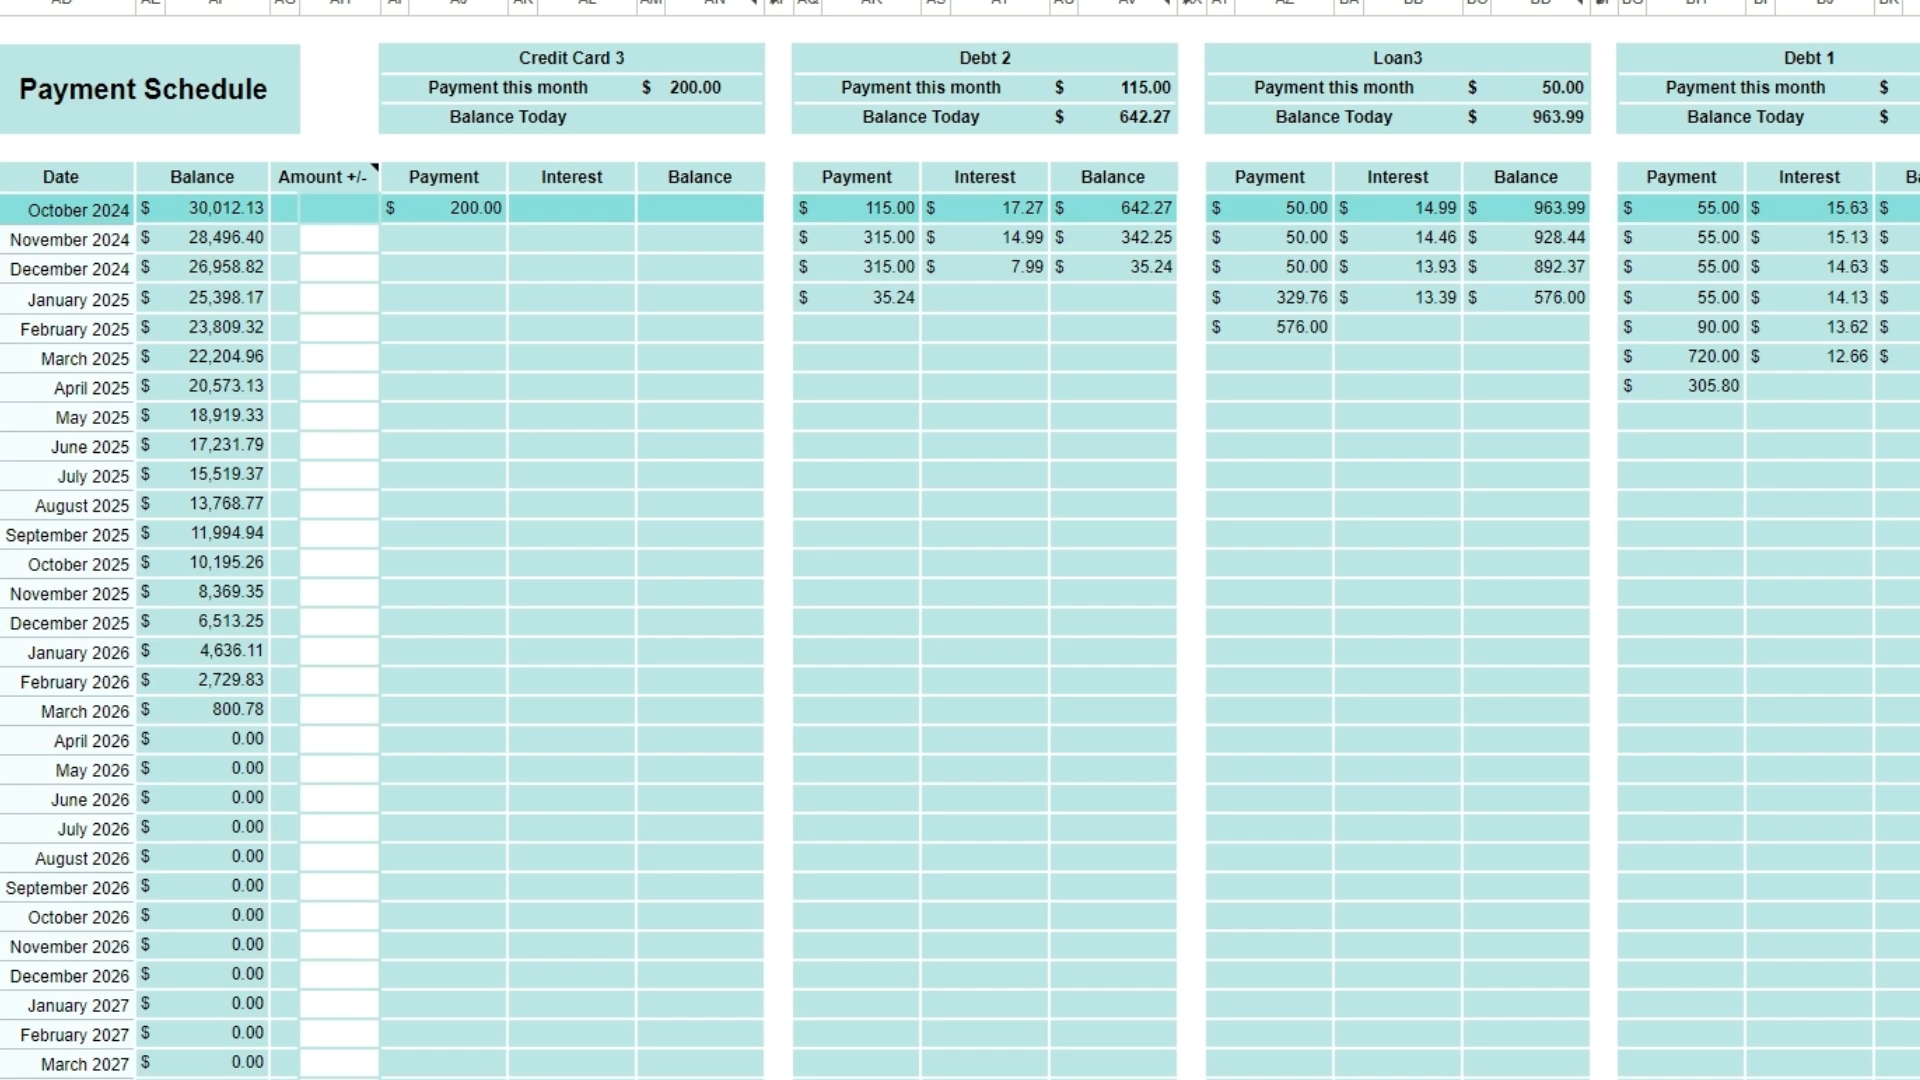 Payment Schedule
Credit Card 3
Payment this month $ 200.00
Balance Today
Debt 2
Payment this month $ 115.00
Balance Today $ 642.27
Loan3
Payment this month $ 50.00
Balance Today $ 963.99
Debt 1
Payment this month $
Balance Today $
Date Balance Amount +/- Payment Interest Balance Payment Interest Balance Payment Interest Balance Payment Interest
October 2024 $ 30,012.13 $ 200.00 $ 115.00 $ 17.27 $ 642.27 $ 50.00 $ 14.99 $ 963.99 $ 55.00 $ 15.63 $
November 2024 $ 28,496.40 $ 315.00 $ 14.99 $ 342.25 $ 50.00 $ 14.46 $ 928.44 $ 55.00 $ 15.13 $
December 2024 $ 26,958.82 $ 315.00 $ 7.99 $ 35.24 $ 50.00 $ 13.93 $ 892.37 $ 55.00 $ 14.63 $
January 2025 $ 25,398.17 $ 35.24 $ 329.76 $ 13.39 $ 576.00 $ 55.00 $ 14.13 $
February 2025 $ 23,809.32 $ 576.00 $ 90.00 $ 13.62 $
March 2025 $ 22,204.96 $ 720.00 $ 12.66 $
April 2025 $ 20,573.13 $ 305.80
May 2025 $ 18,919.33
June 2025 $ 17,231.79
July 2025 $ 15,519.37
August 2025 $ 13,768.77
September 2025 $ 11,994.94
October 2025 $ 10,195.26
November 2025 $ 8,369.35
December 2025 $ 6,513.25
January 2026 $ 4,636.11
February 2026 $ 2,729.83
March 2026 $ 800.78
April 2026 $ 0.00
May 2026 $ 0.00
June 2026 $ 0.00
July 2026 $ 0.00
August 2026 $ 0.00
September 2026 $ 0.00
October 2026 $ 0.00
November 2026 $ 0.00
December 2026 $ 0.00
January 2027 $ 0.00
February 2027 $ 0.00
March 2027 $ 0.00